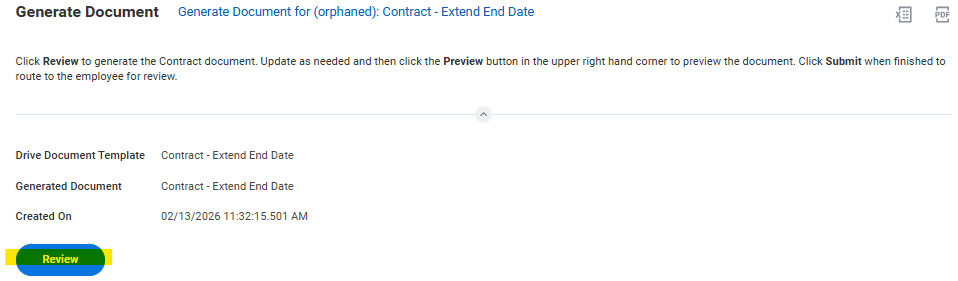 Generate Document Generate Document for (orphaned): Contract - Extend End Date
X PDF
Click Review to generate the Contract document. Update as needed and then click the Preview button in the upper right hand corner to preview the document. Click Submit when finished to
route to the employee for review.
Drive Document Template Contract - Extend End Date
Generated Document Contract - Extend End Date
Created On 02/13/2026 11:32:15.501 AM
Review